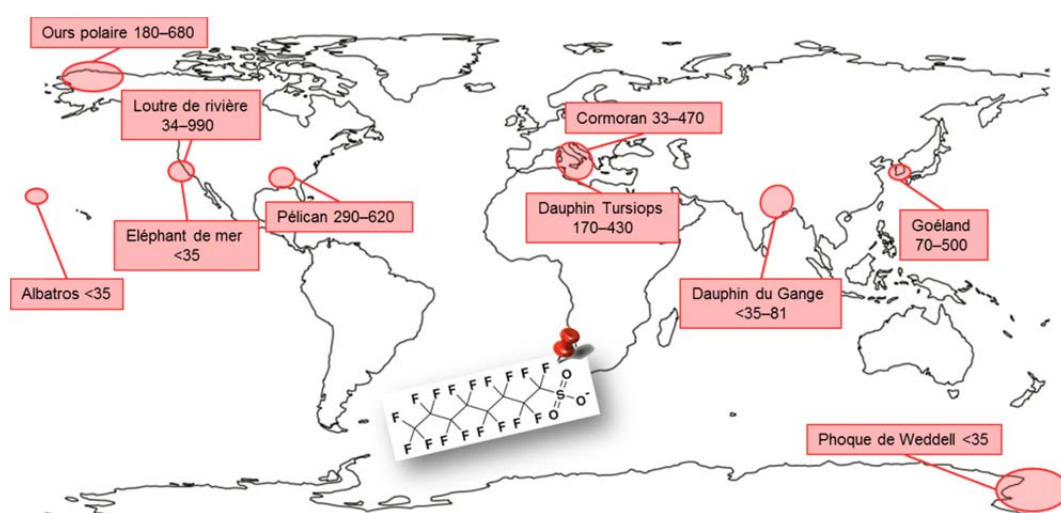 Ours polaire 180–680
Loutre de rivière
34–990
Cormoran 33–470
Pélican 290–620
Dauphin Tursiops
170–430
Eléphant de mer
<35
Goéland
70–500
Albatros <35
Dauphin du Gange
<35–81
F F F F F F F F F
O
S O-
O
F F F F F F F F
Phoque de Weddell <35